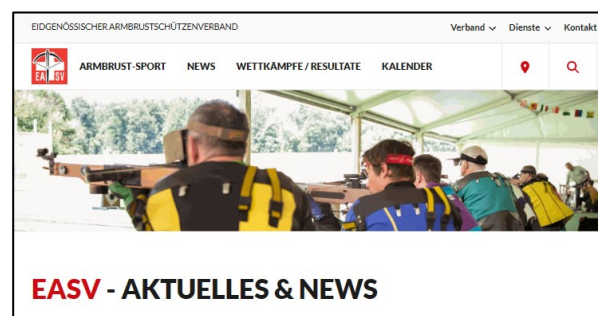 EIDGENÖSSISCHER ARMBRUSTSCHÜTZENVERBAND Verband Dienste Kontakt
EASV ARMBRUST-SPORT NEWS WETTKÄMPFE / RESULTATE KALENDER
EASV - AKTUELLES & NEWS